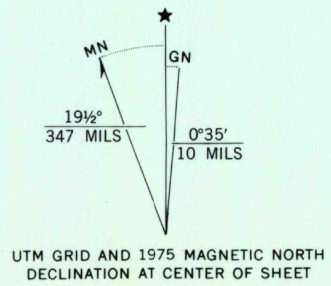 ★
MN
GN
19½°
347 MILS
0°35′
10 MILS
UTM GRID AND 1975 MAGNETIC NORTH
DECLINATION AT CENTER OF SHEET